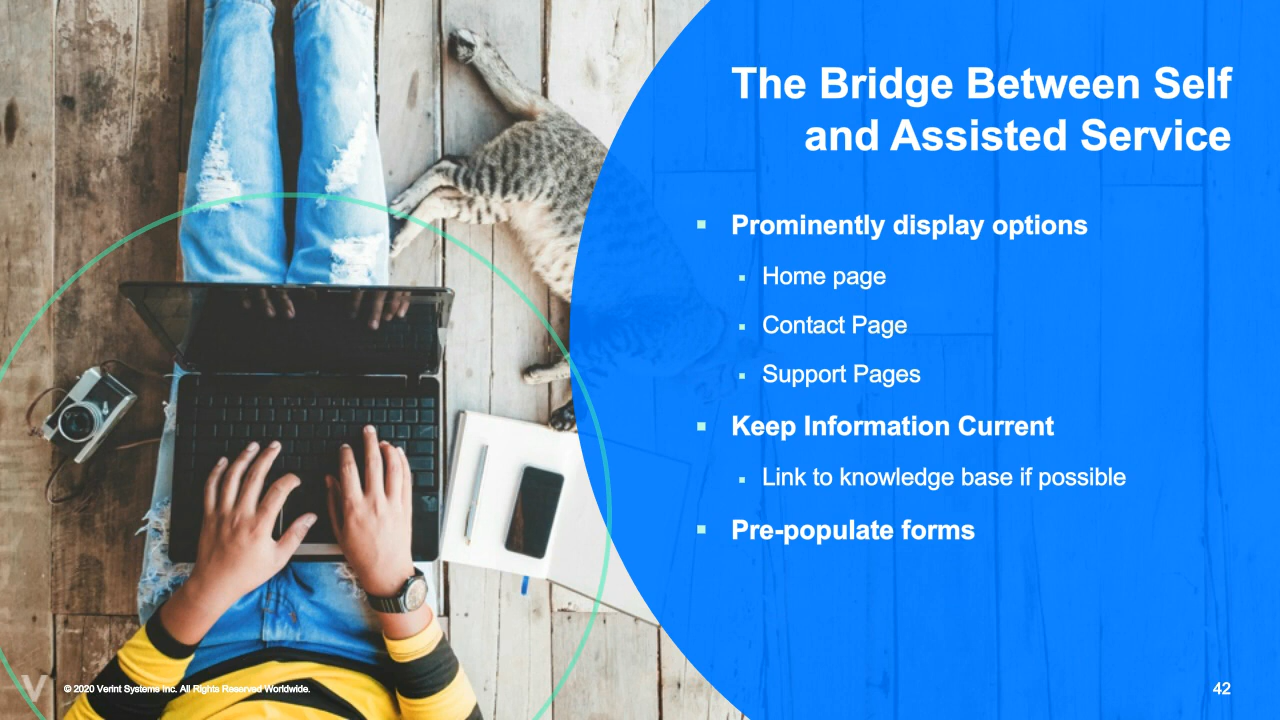 The Bridge Between Self
and Assisted Service
Prominently display options
Home page
Contact Page
Support Pages
Keep Information Current
Link to knowledge base if possible
Pre-populate forms
© 2020 Verint Systems Inc. All Rights Reserved Worldwide.
42